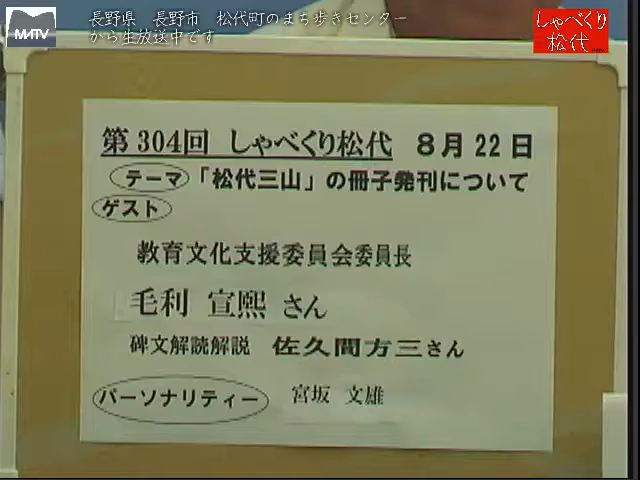 MATV
長野県　長野市　松代町のまち歩きセンター
から生放送中です
しゃべくり
松代
第304回 しゃべくり松代 8月22日
テーマ 「松代三山」の冊子発刊について
ゲスト
教育文化支援委員会委員長
毛利 宣熙 さん
碑文解読解説 佐久間方三さん
パーソナリティー 宮坂 文雄